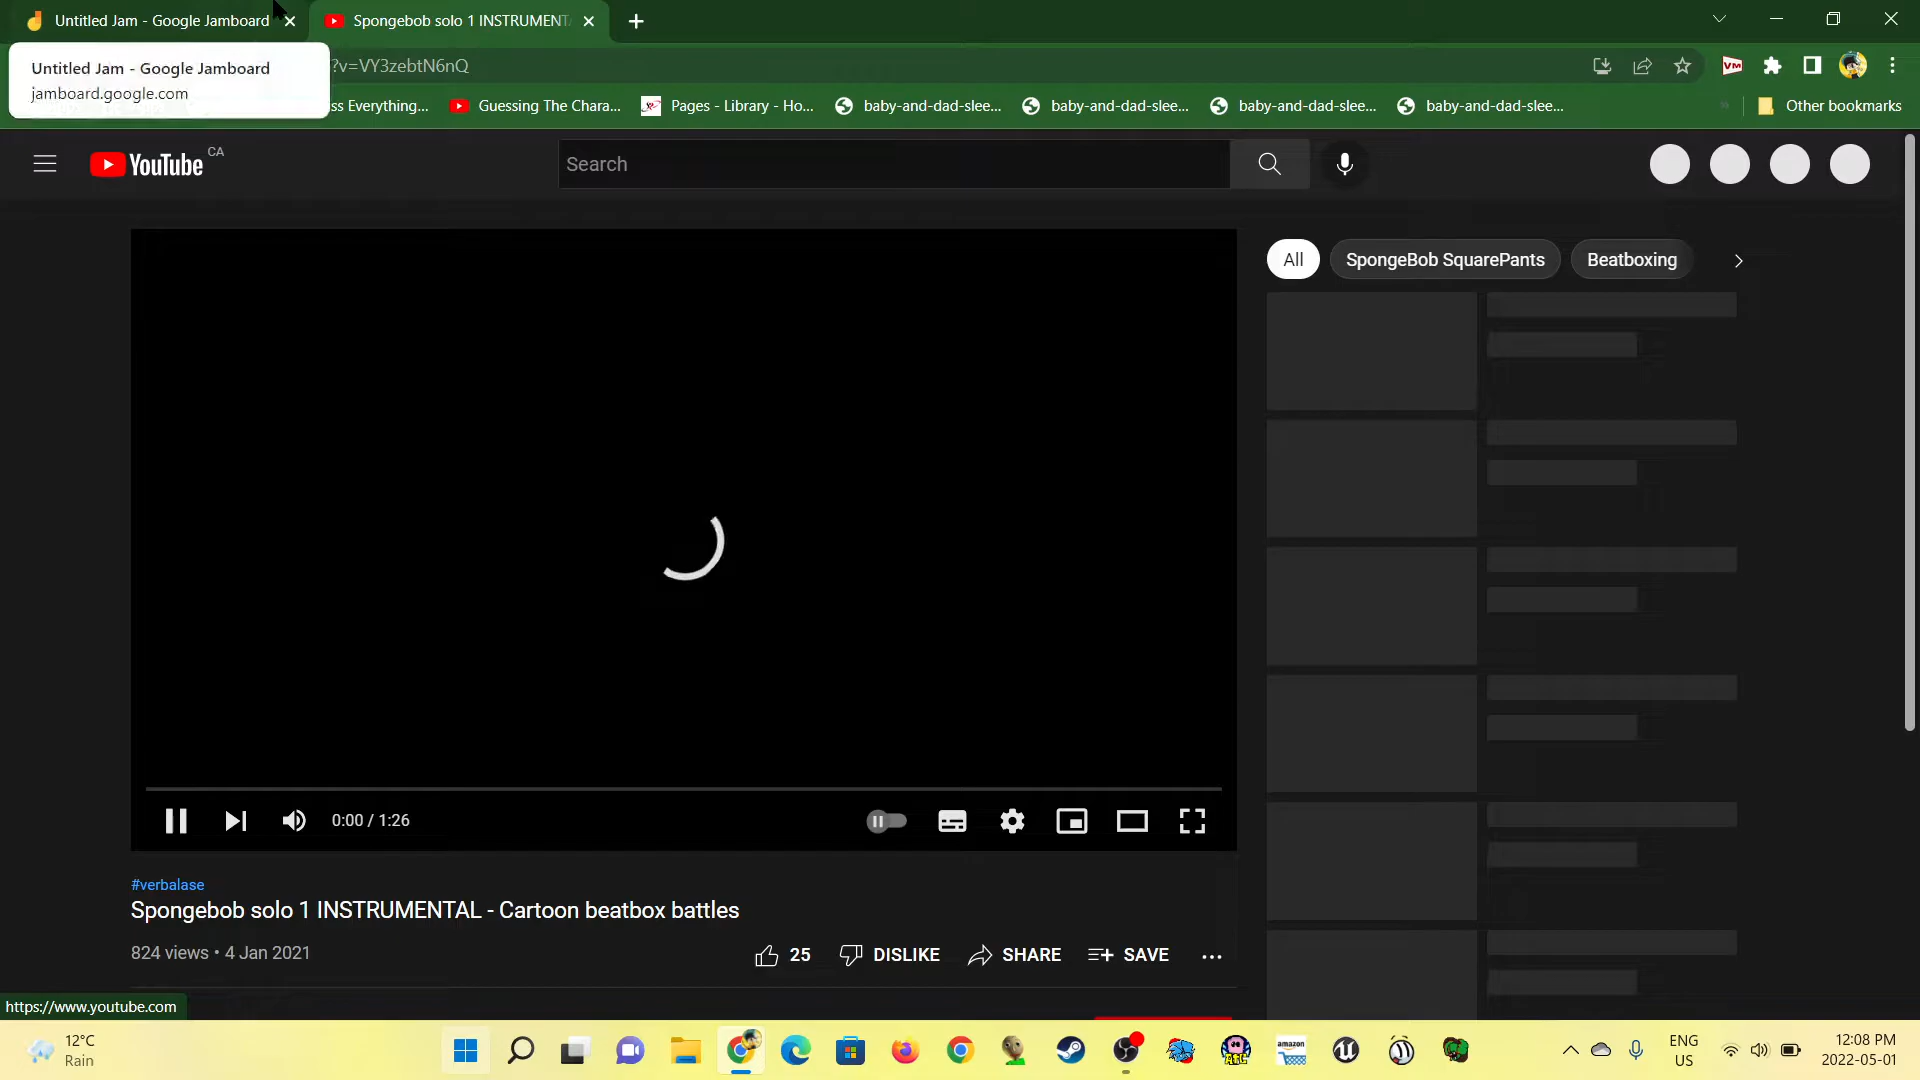 Untitled Jam - Google Jamboard
Spongebob solo 1 INSTRUMENT
Untitled Jam - Google Jamboard
jamboard.google.com
?v=VY3zebtN6nQ
VM
ss Everything...
Guessing The Chara...
Pages - Library - Ho...
baby-and-dad-slee...
baby-and-dad-slee...
baby-and-dad-slee...
baby-and-dad-slee...
Other bookmarks
YouTube CA
Search
All
SpongeBob SquarePants
Beatboxing
0:00 / 1:26
#verbalase
Spongebob solo 1 INSTRUMENTAL - Cartoon beatbox battles
824 views • 4 Jan 2021
25
DISLIKE
SHARE
SAVE
https://www.youtube.com
12°C
Rain
amazon
ENG
US
12:08 PM
2022-05-01